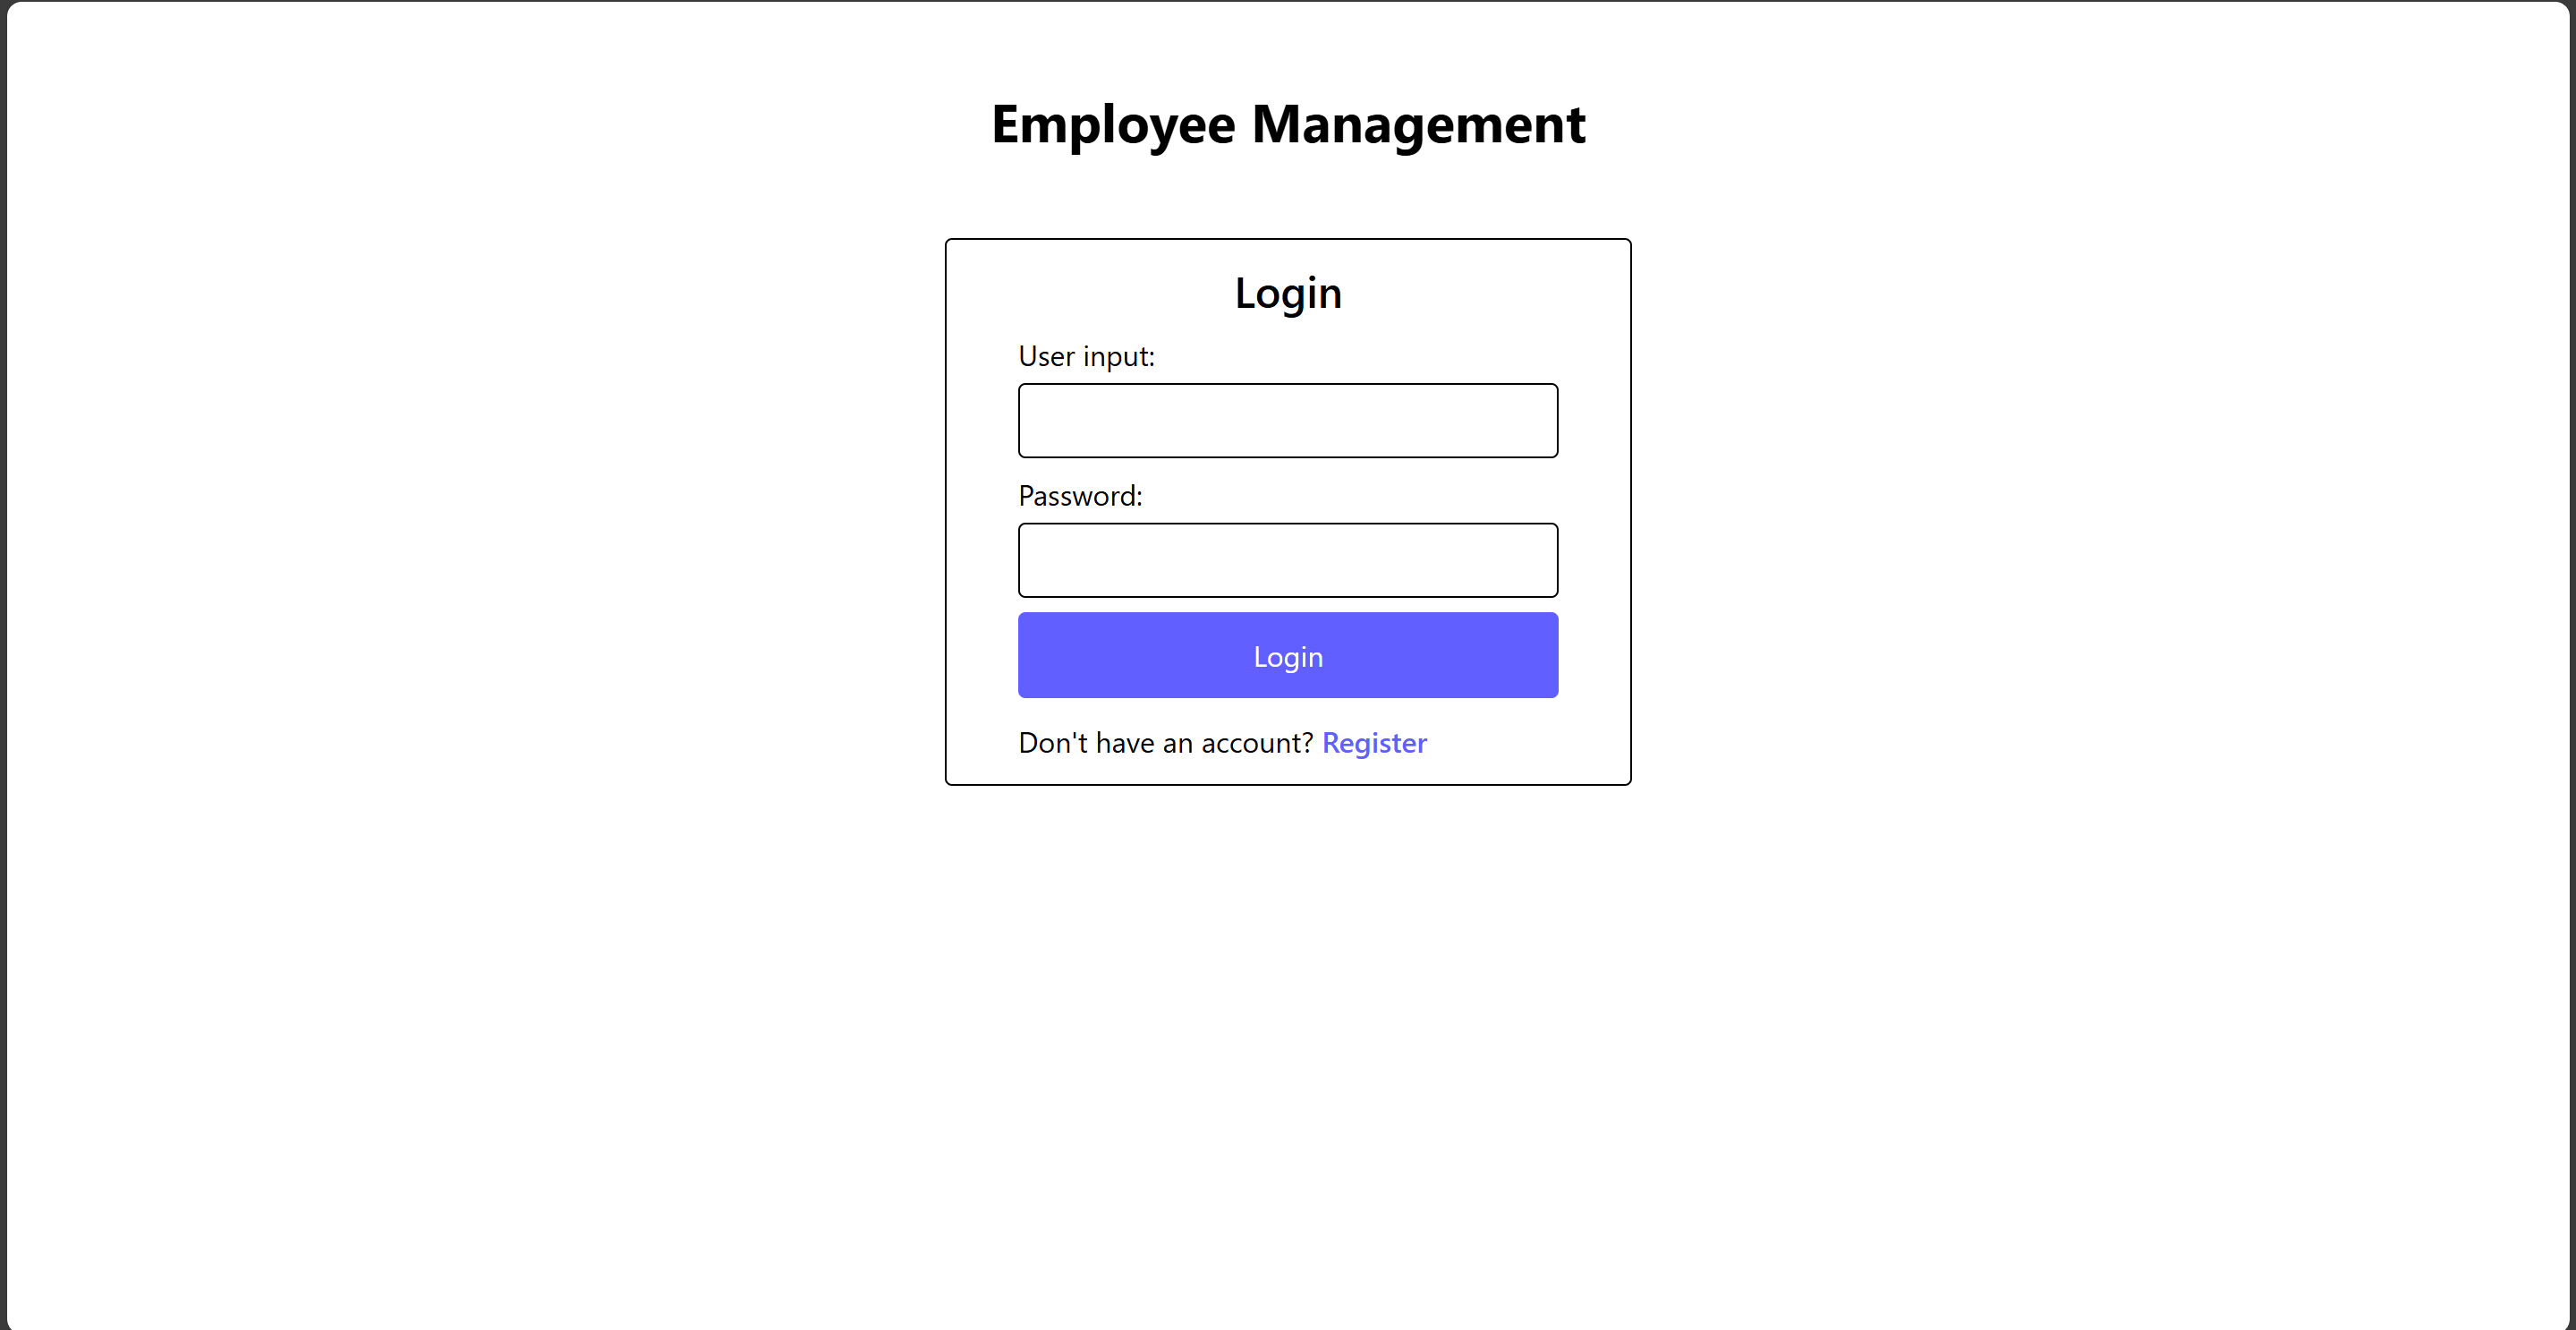 Employee Management
Login
User input:
Password:
Login
Don't have an account? Register